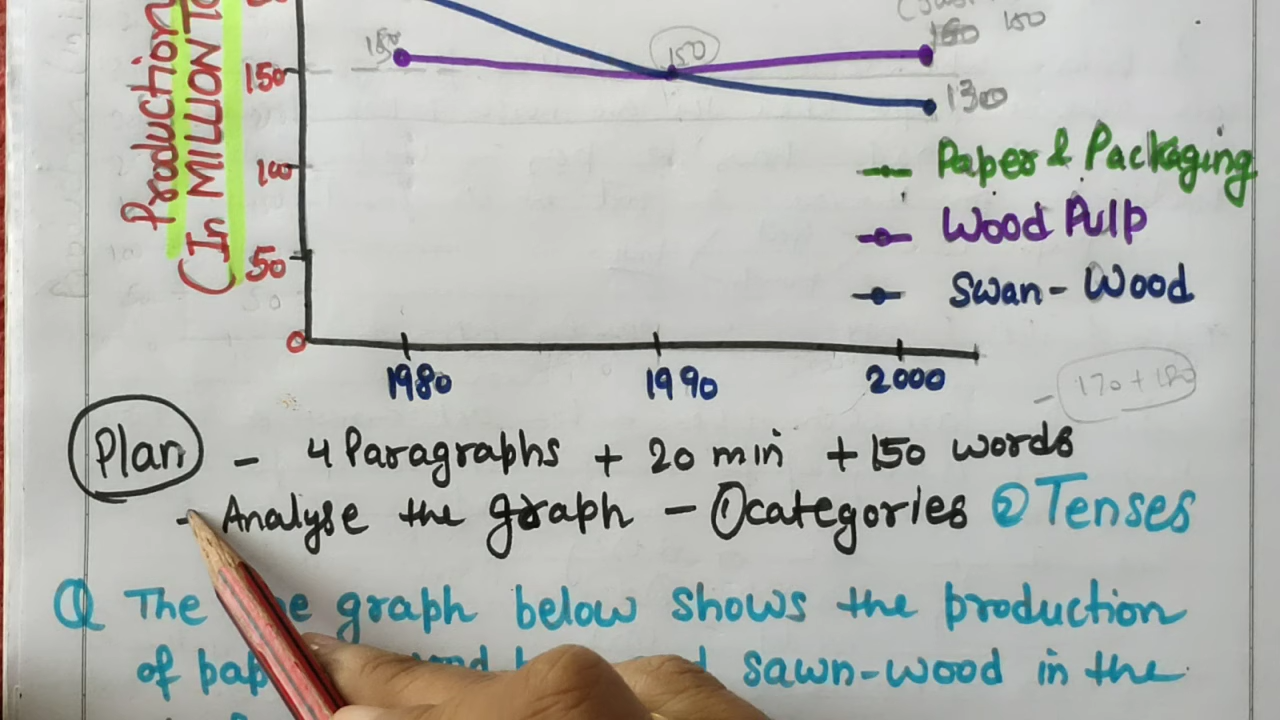 Production
(In MILLION To
150
150
160 150
150
130
100
50
0
Paper & Packaging
Wood Pulp
Swan-Wood
1980 1990 2000
170 + 180
Plan - 4 Paragraphs + 20 min + 150 words
- Analyse the graph - ① categories ② Tenses
Q The graph below shows the production
of sawn-wood in the